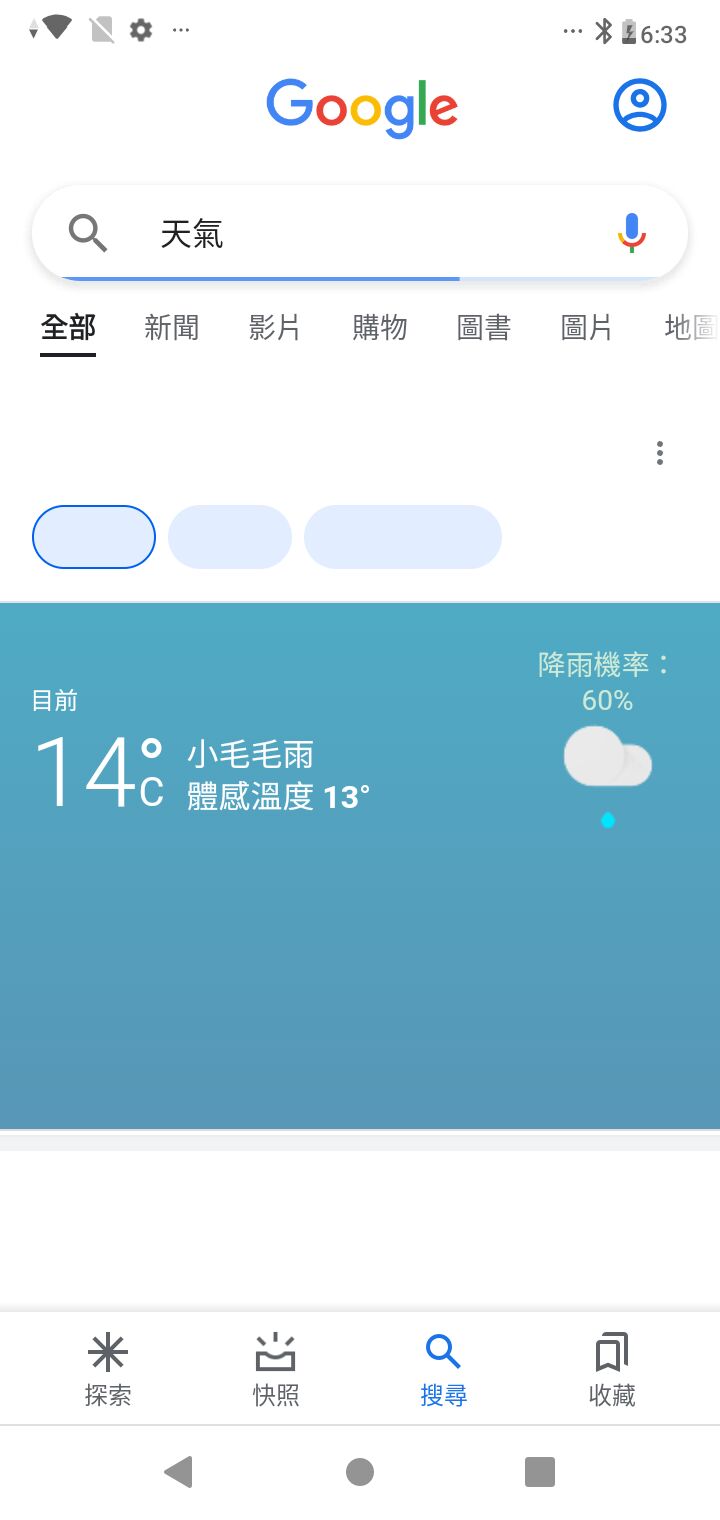 6:33
Google
天氣
全部 新聞 影片 購物 圖書 圖片 地圖
降雨機率：
60%
目前
14°C
小毛毛雨
體感溫度 13°
探索 快照 搜尋 收藏